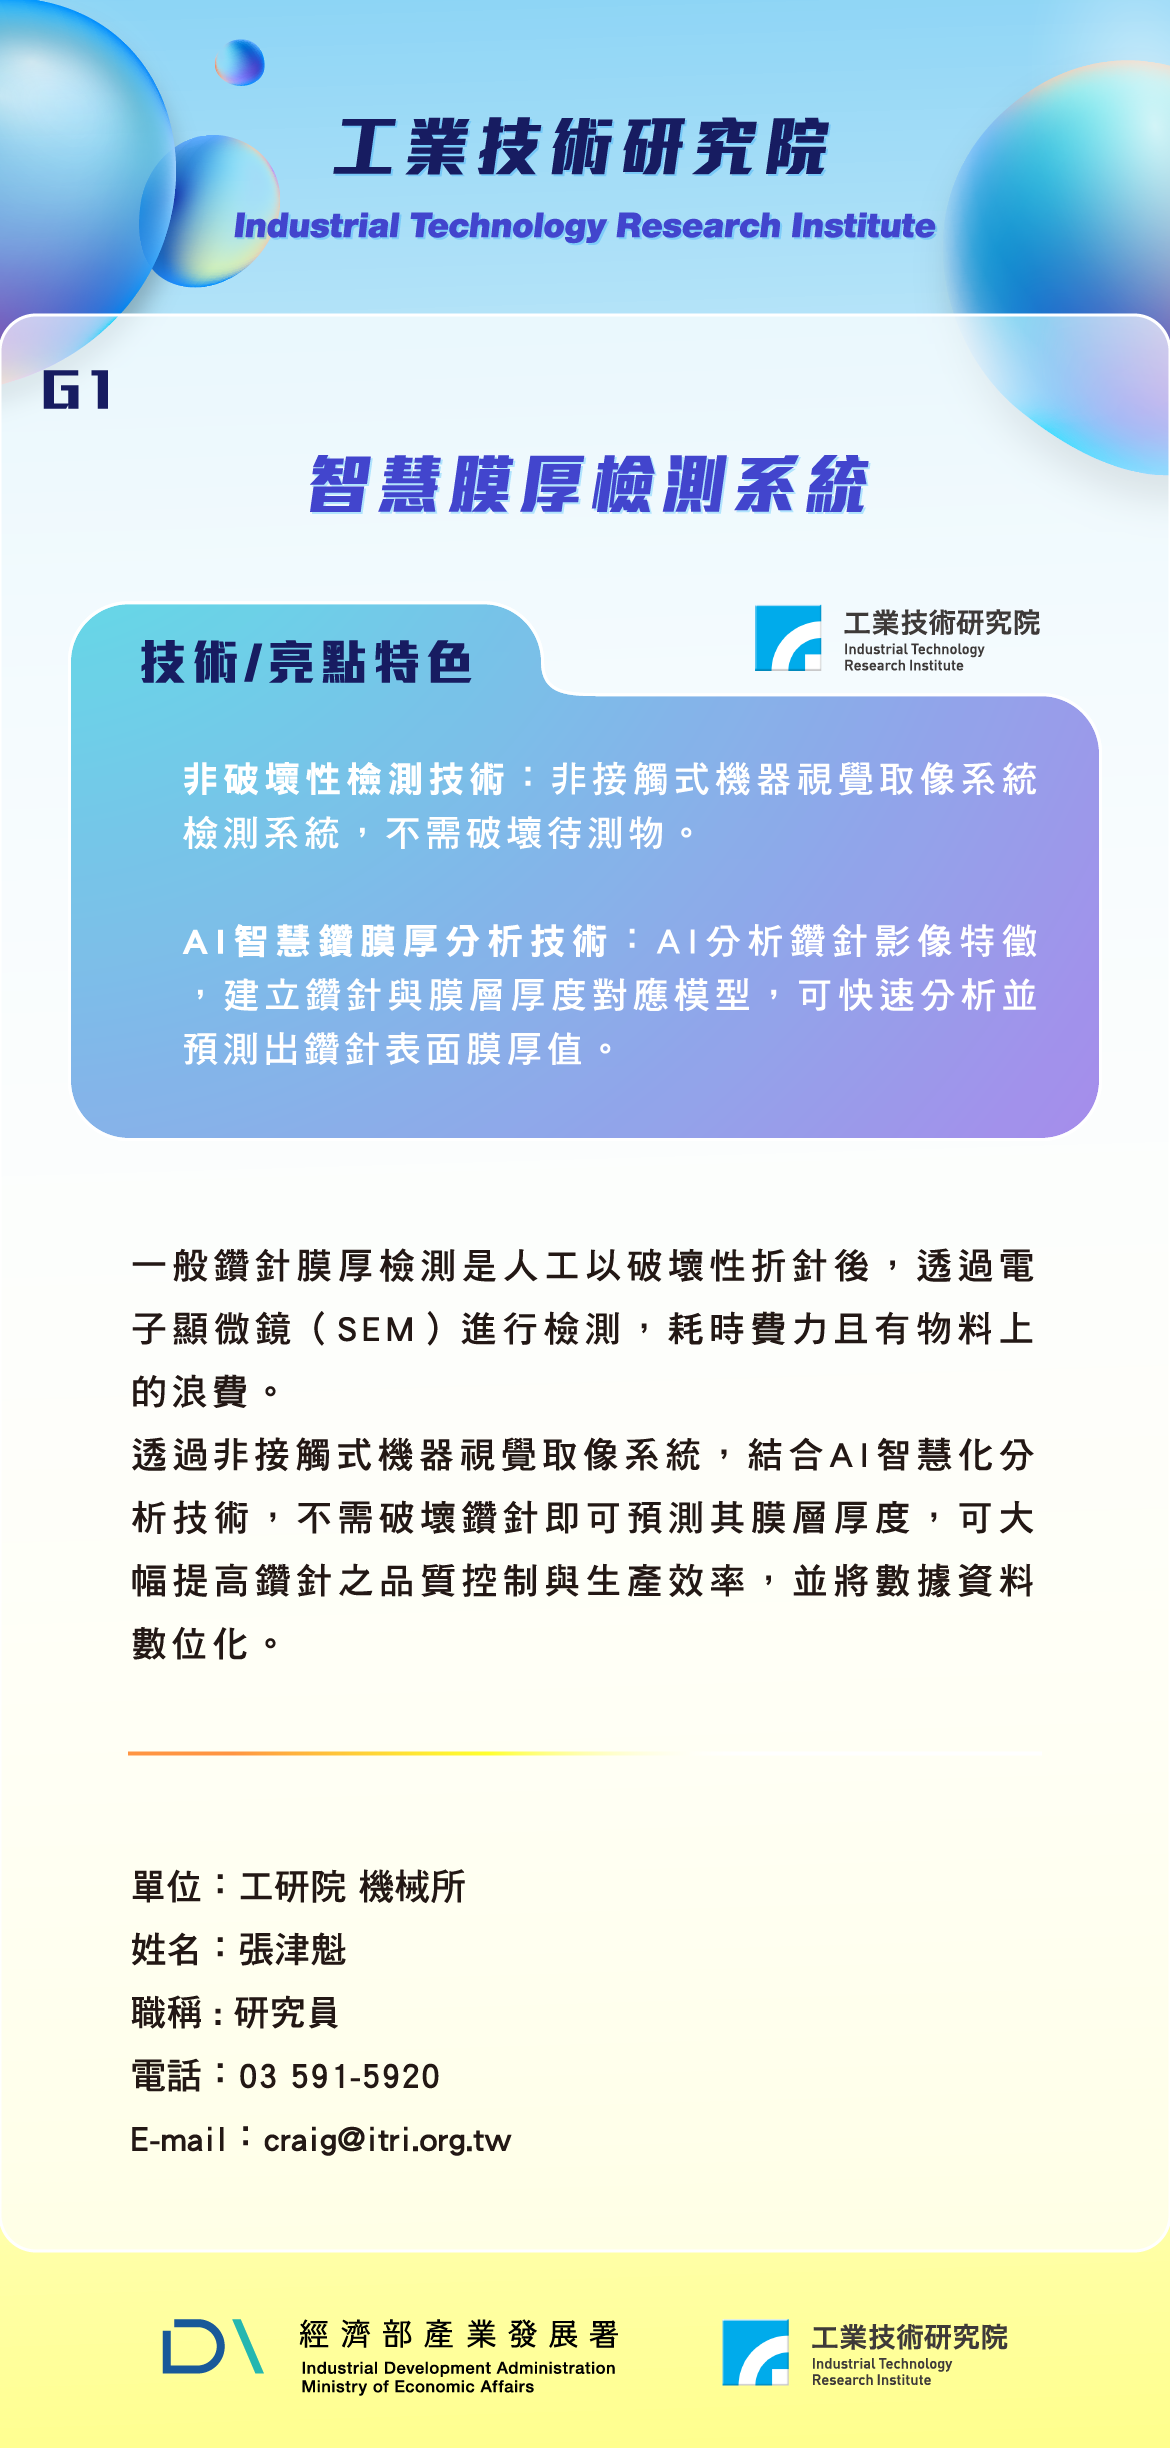 工業技術研究院
Industrial Technology Research Institute
G1
智慧膜厚檢測系統
技術/亮點特色
工業技術研究院
Industrial Technology
Research Institute
非破壞性檢測技術：非接觸式機器視覺取像系統
檢測系統，不需破壞待測物。
AI智慧鑽膜厚分析技術：AI分析鑽針影像特徵
，建立鑽針與膜層厚度對應模型，可快速分析並
預測出鑽針表面膜厚值。
一般鑽針膜厚檢測是人工以破壞性折針後，透過電
子顯微鏡（SEM）進行檢測，耗時費力且有物料上
的浪費。
透過非接觸式機器視覺取像系統，結合AI智慧化分
析技術，不需破壞鑽針即可預測其膜層厚度，可大
幅提高鑽針之品質控制與生產效率，並將數據資料
數位化。
單位：工研院 機械所
姓名：張津魁
職稱：研究員
電話：03 591-5920
E-mail：craig@itri.org.tw
經濟部產業發展署
Industrial Development Administration
Ministry of Economic Affairs
工業技術研究院
Industrial Technology
Research Institute